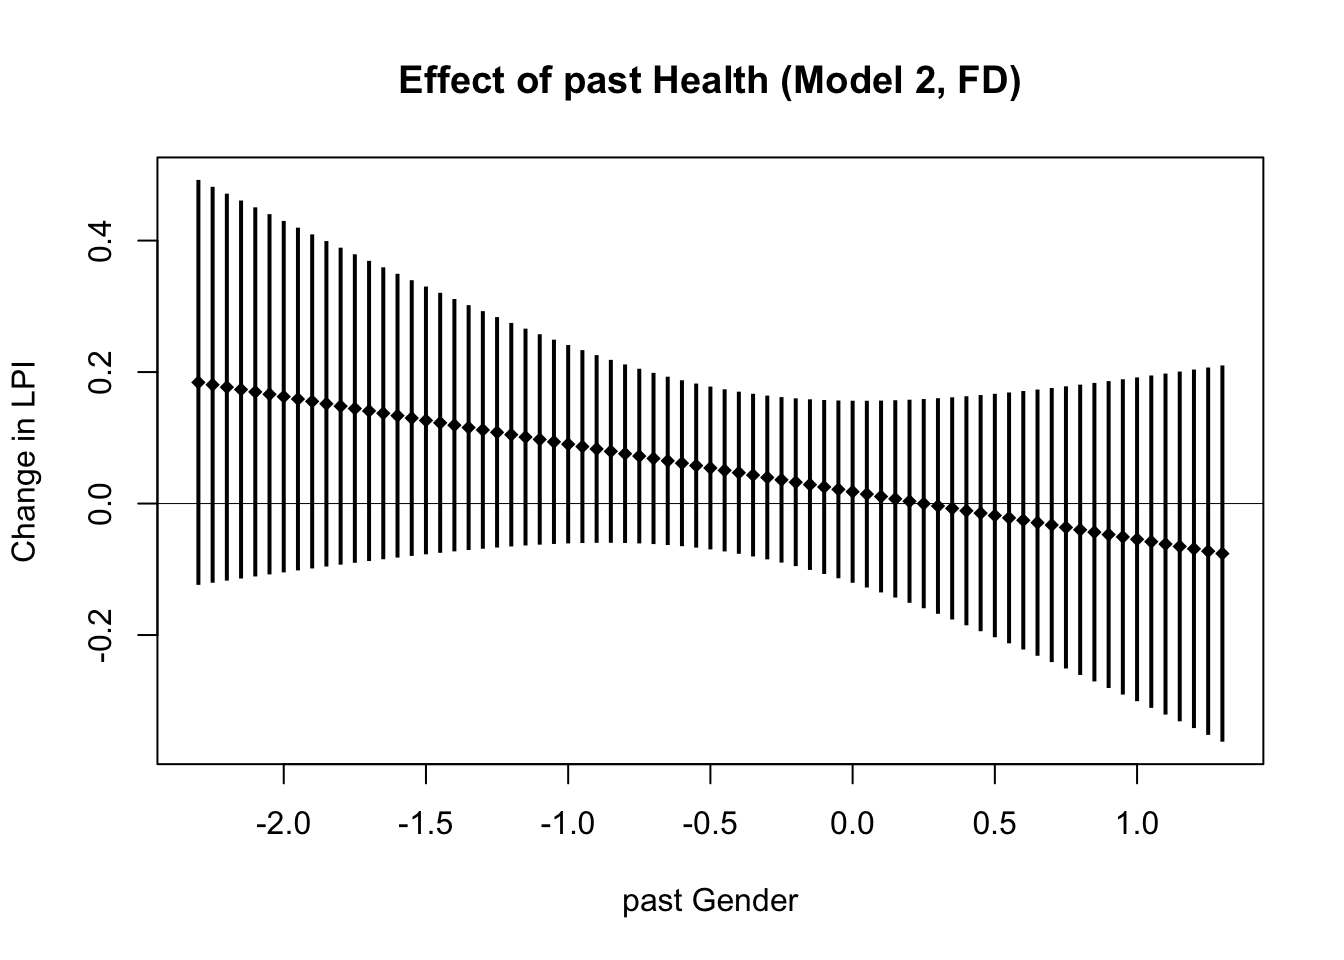 Effect of past Health (Model 2, FD)
Change in LPI
0.4
0.2
0.0
-0.2
-2.0 -1.5 -1.0 -0.5 0.0 0.5 1.0
past Gender